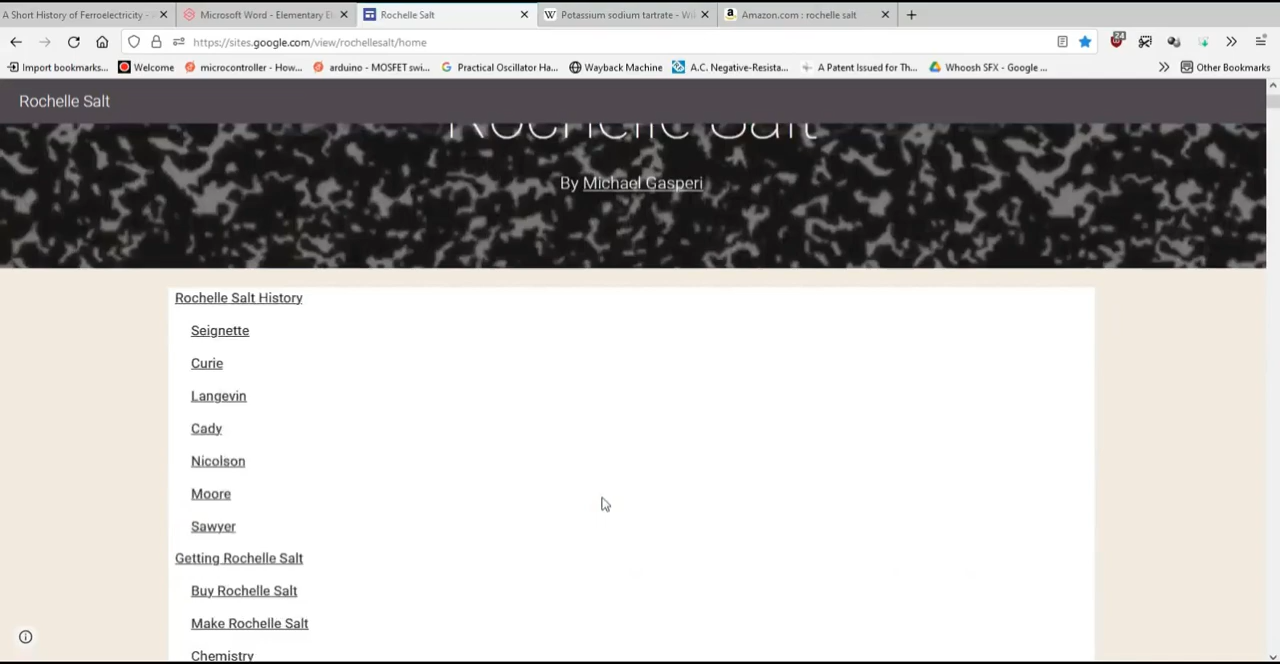 A Short History of Ferroelectricity -
Microsoft Word - Elementary E
Rochelle Salt
Potassium sodium tartrate - Wi
Amazon.com : rochelle salt
https://sites.google.com/view/rochellesalt/home
24
Import bookmarks...
Welcome
microcontroller - How...
arduino - MOSFET swi...
Practical Oscillator Ha...
Wayback Machine
A.C. Negative-Resista...
A Patent Issued for Th...
Whoosh SFX - Google ...
Other Bookmarks
Rochelle Salt
Rochelle Salt
By Michael Gasperi
Rochelle Salt History
Seignette
Curie
Langevin
Cady
Nicolson
Moore
Sawyer
Getting Rochelle Salt
Buy Rochelle Salt
Make Rochelle Salt
Chemistry